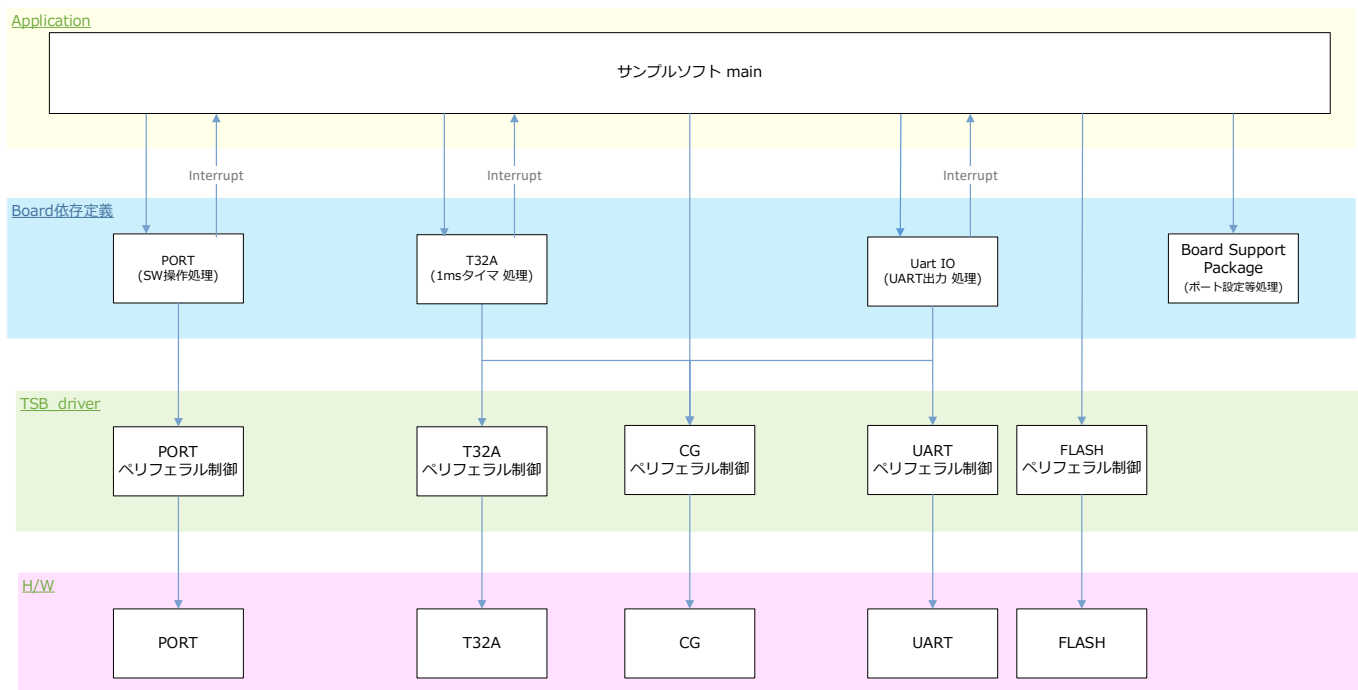 Application
サンプルソフト main
Interrupt
Interrupt
Interrupt
Board依存定義
PORT
(SW操作処理)
T32A
(1msタイマ 処理)
Uart IO
(UART出力 処理)
Board Support
Package
(ポート設定等処理)
TSB_driver
PORT
ペリフェラル制御
T32A
ペリフェラル制御
CG
ペリフェラル制御
UART
ペリフェラル制御
FLASH
ペリフェラル制御
H/W
PORT
T32A
CG
UART
FLASH